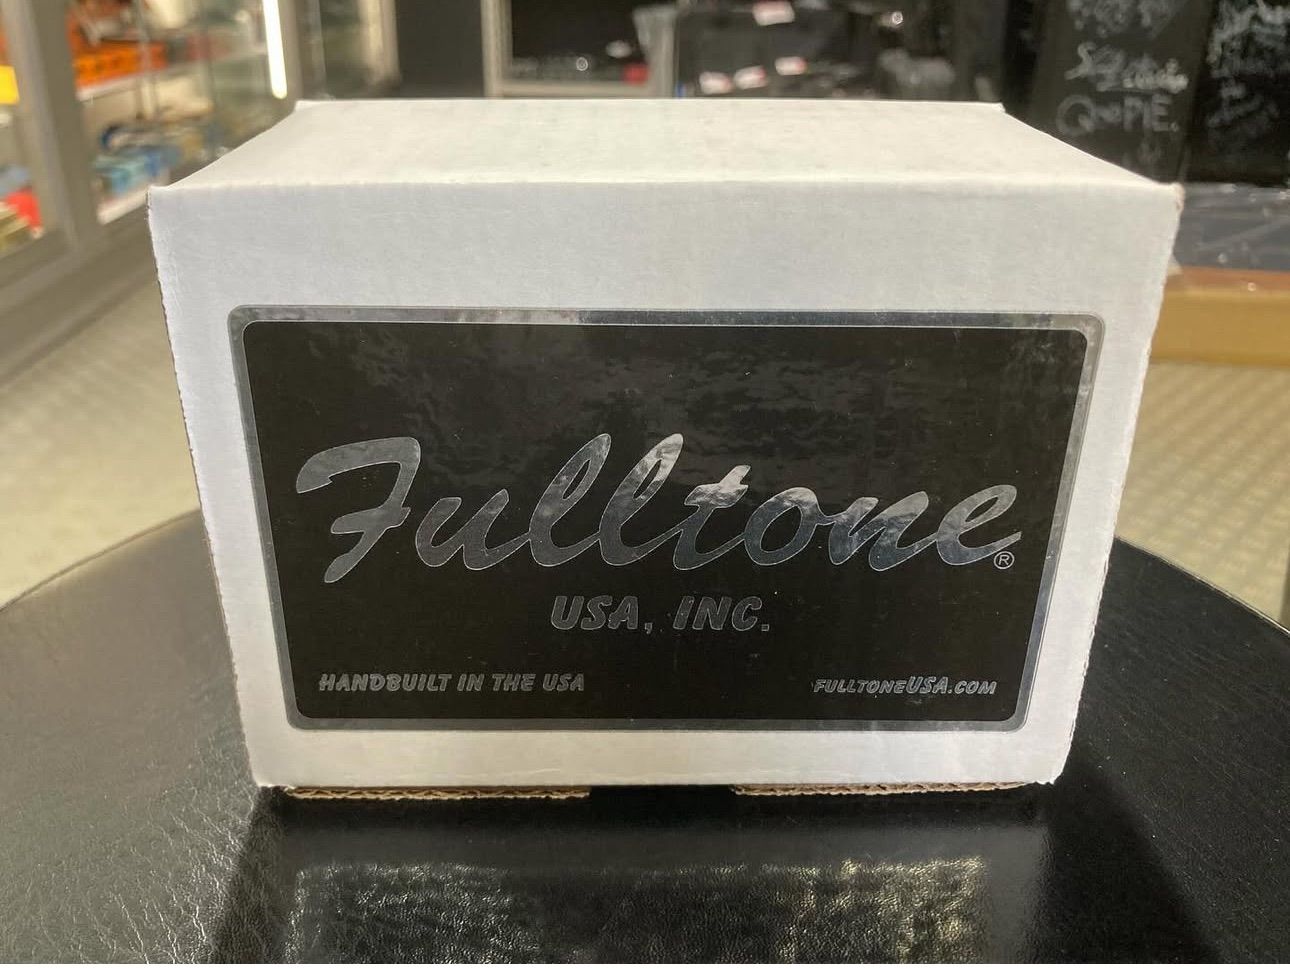 Fulltone®
USA, INC.
HANDBUILT IN THE USA
FULLTONEUSA.COM